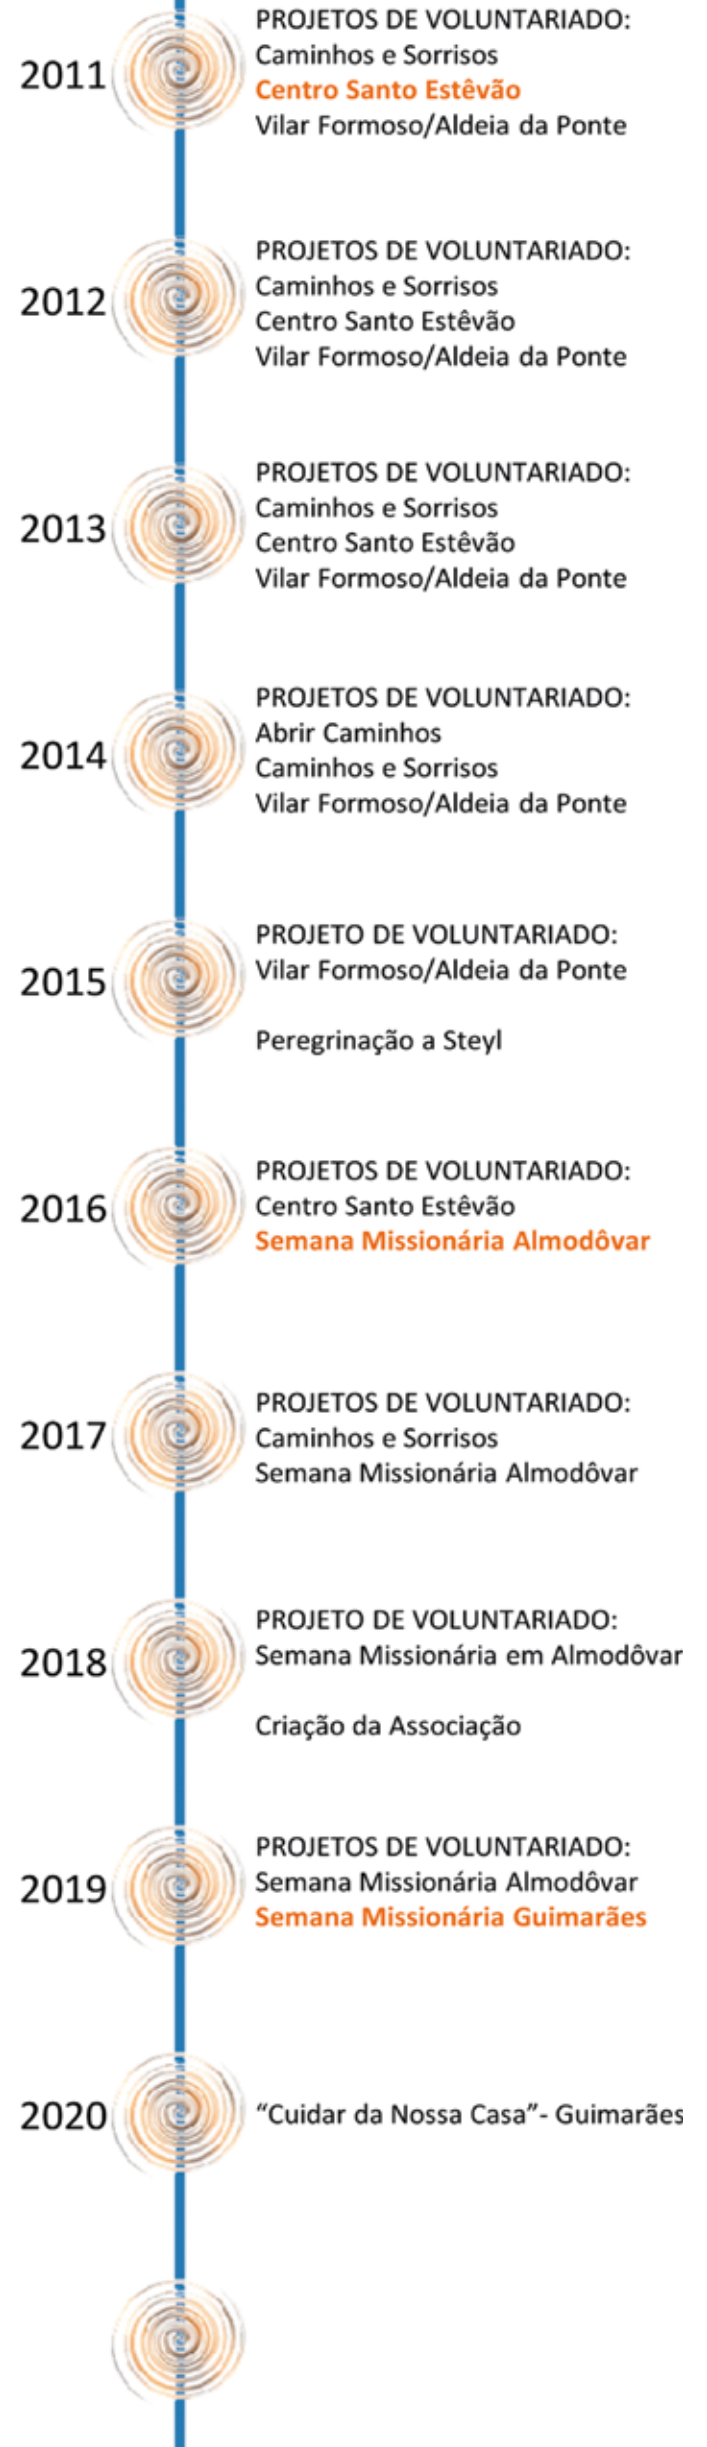 2011
PROJETOS DE VOLUNTARIADO:
Caminhos e Sorrisos
Centro Santo Estêvão
Vilar Formoso/Aldeia da Ponte
2012
PROJETOS DE VOLUNTARIADO:
Caminhos e Sorrisos
Centro Santo Estêvão
Vilar Formoso/Aldeia da Ponte
2013
PROJETOS DE VOLUNTARIADO:
Caminhos e Sorrisos
Centro Santo Estêvão
Vilar Formoso/Aldeia da Ponte
2014
PROJETOS DE VOLUNTARIADO:
Abrir Caminhos
Caminhos e Sorrisos
Vilar Formoso/Aldeia da Ponte
2015
PROJETO DE VOLUNTARIADO:
Vilar Formoso/Aldeia da Ponte
Peregrinação a Steyl
2016
PROJETOS DE VOLUNTARIADO:
Centro Santo Estêvão
Semana Missionária Almodôvar
2017
PROJETOS DE VOLUNTARIADO:
Caminhos e Sorrisos
Semana Missionária Almodôvar
2018
PROJETO DE VOLUNTARIADO:
Semana Missionária em Almodôvar
Criação da Associação
2019
PROJETOS DE VOLUNTARIADO:
Semana Missionária Almodôvar
Semana Missionária Guimarães
2020
“Cuidar da Nossa Casa”- Guimarães